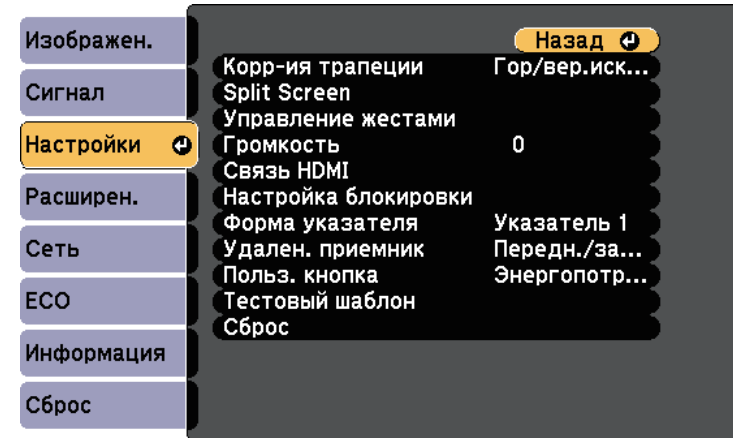 Изображен.
Сигнал
Настройки
Расширен.
Сеть
ECO
Информация
Сброс
Назад
Корр-ия трапеции Гор/вер.иск...
Split Screen
Управление жестами
Громкость 0
Связь HDMI
Настройка блокировки
Форма указателя Указатель 1
Удален. приемник Передн./за...
Польз. кнопка Энергопотр...
Тестовый шаблон
Сброс